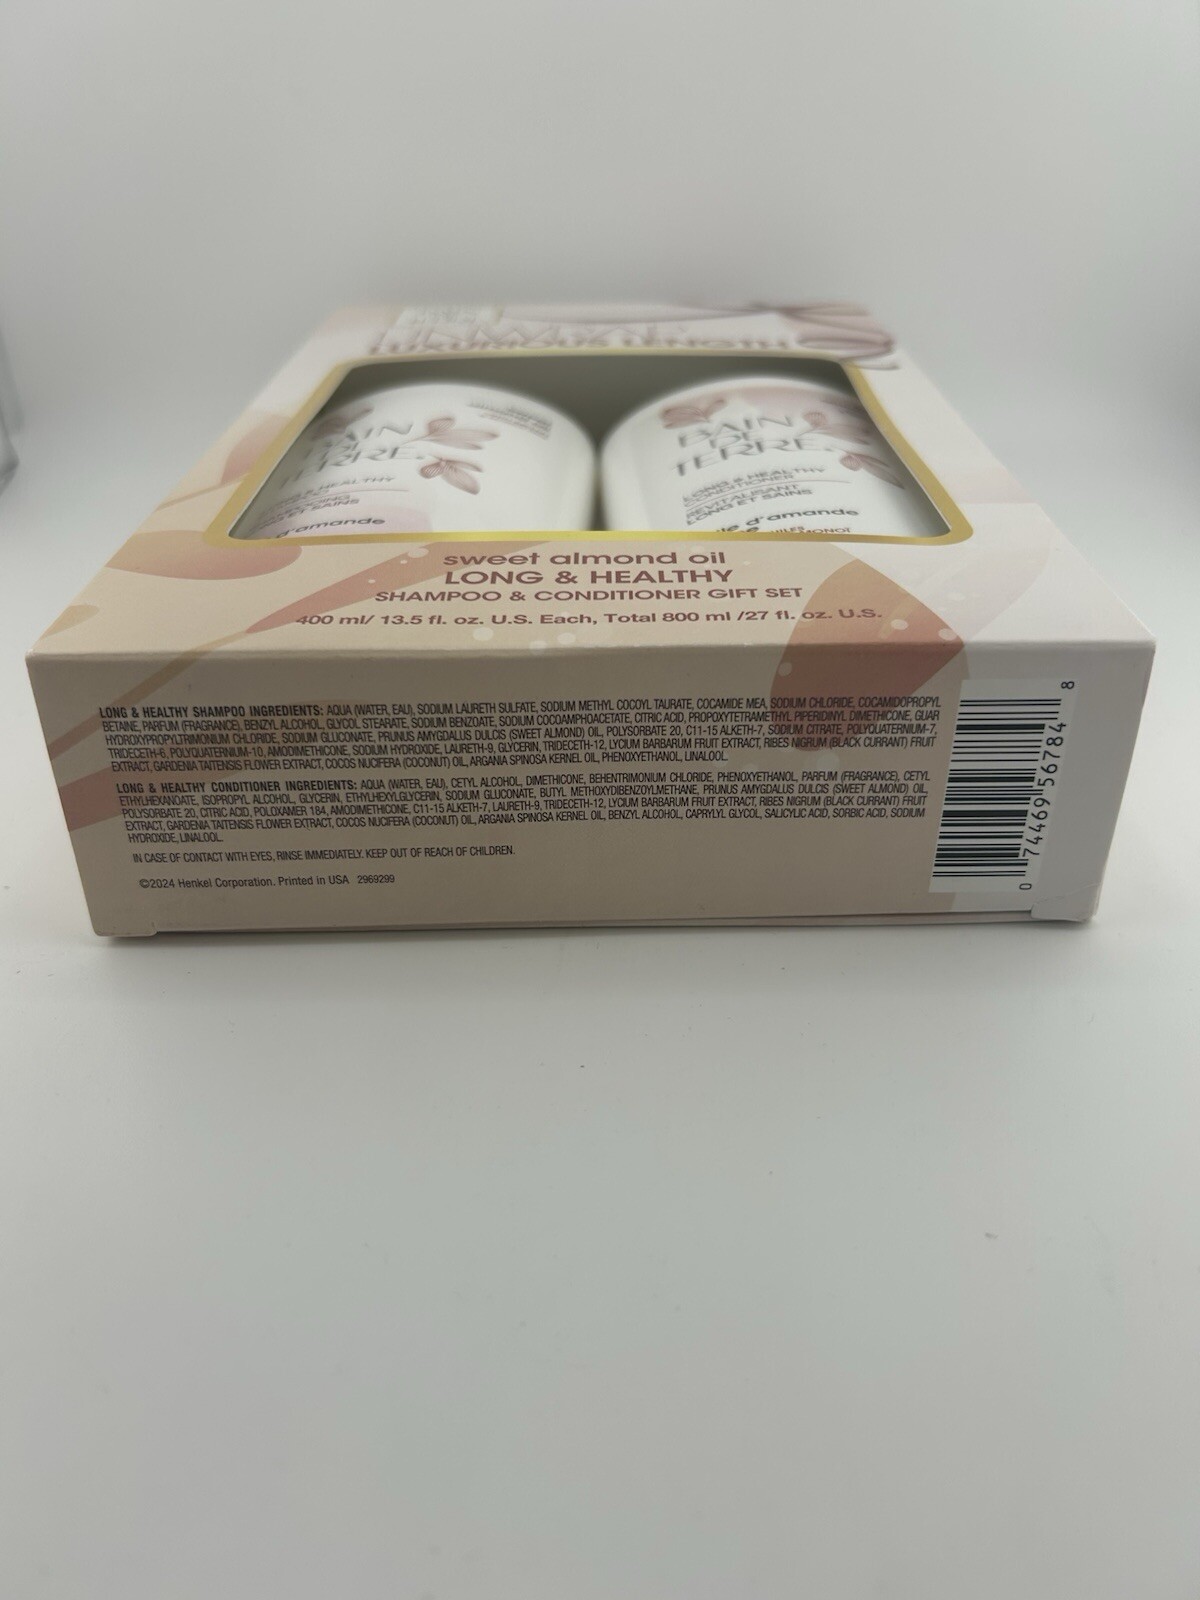 LUXURIOUS LENGTH
BAIN
DE
TERRE
LONG & HEALTHY
LONG ET SAINS
d'amande
BAIN
DE
TERRE
LONG & HEALTHY
CONDITIONER
REVITALISANT
LONG ET SAINS
d'amande
sweet almond oil
LONG & HEALTHY
SHAMPOO & CONDITIONER GIFT SET
400 ml/ 13.5 fl. oz. U.S. Each, Total 800 ml /27 fl. oz. U.S.
LONG & HEALTHY SHAMPOO INGREDIENTS: AQUA (WATER, EAU), SODIUM LAURETH SULFATE, SODIUM METHYL COCOYL TAURATE, COCAMIDE MEA, SODIUM CHLORIDE, COCAMIDOPROPYL
BETAINE, PARFUM (FRAGRANCE), BENZYL ALCOHOL, GLYCOL STEARATE, SODIUM BENZOATE, SODIUM COCOAMPHOACETATE, CITRIC ACID, PROPOXYTETRAMETHYL PIPERIDINYL DIMETHICONE, GUAR
HYDROXYPROPYLTRIMONIUM CHLORIDE, SODIUM GLUCONATE, PRUNUS AMYGDALUS DULCIS (SWEET ALMOND) OIL, POLYSORBATE 20, C11-15 ALKETH-7, SODIUM CITRATE, POLYQUATERNIUM-7,
TRIDECETH-6, POLYQUATERNIUM-10, AMODIMETHICONE, SODIUM HYDROXIDE, LAURETH-9, GLYCERIN, TRIDECETH-12, LYCIUM BARBARUM FRUIT EXTRACT, RIBES NIGRUM (BLACK CURRANT) FRUIT
EXTRACT, GARDENIA TAITENSIS FLOWER EXTRACT, COCOS NUCIFERA (COCONUT) OIL, ARGANIA SPINOSA KERNEL OIL, PHENOXYETHANOL, LINALOOL.
LONG & HEALTHY CONDITIONER INGREDIENTS: AQUA (WATER, EAU), CETYL ALCOHOL, DIMETHICONE, BEHENTRIMONIUM CHLORIDE, PHENOXYETHANOL, PARFUM (FRAGRANCE), CETYL
ETHYLHEXANOATE, ISOPROPYL ALCOHOL, GLYCERIN, ETHYLHEXYLGLYCERIN, SODIUM GLUCONATE, BUTYL METHOXYDIBENZOYLMETHANE, PRUNUS AMYGDALUS DULCIS (SWEET ALMOND) OIL,
POLYSORBATE 20, CITRIC ACID, POLOXAMER 184, AMODIMETHICONE, C11-15 ALKETH-7, LAURETH-9, TRIDECETH-12, LYCIUM BARBARUM FRUIT EXTRACT, RIBES NIGRUM (BLACK CURRANT) FRUIT
EXTRACT, GARDENIA TAITENSIS FLOWER EXTRACT, COCOS NUCIFERA (COCONUT) OIL, ARGANIA SPINOSA KERNEL OIL, BENZYL ALCOHOL, CAPRYLYL GLYCOL, SALICYLIC ACID, SORBIC ACID, SODIUM
HYDROXIDE, LINALOOL.
IN CASE OF CONTACT WITH EYES, RINSE IMMEDIATELY. KEEP OUT OF REACH OF CHILDREN.
©2024 Henkel Corporation. Printed in USA 2969299
0 74469 56784 8